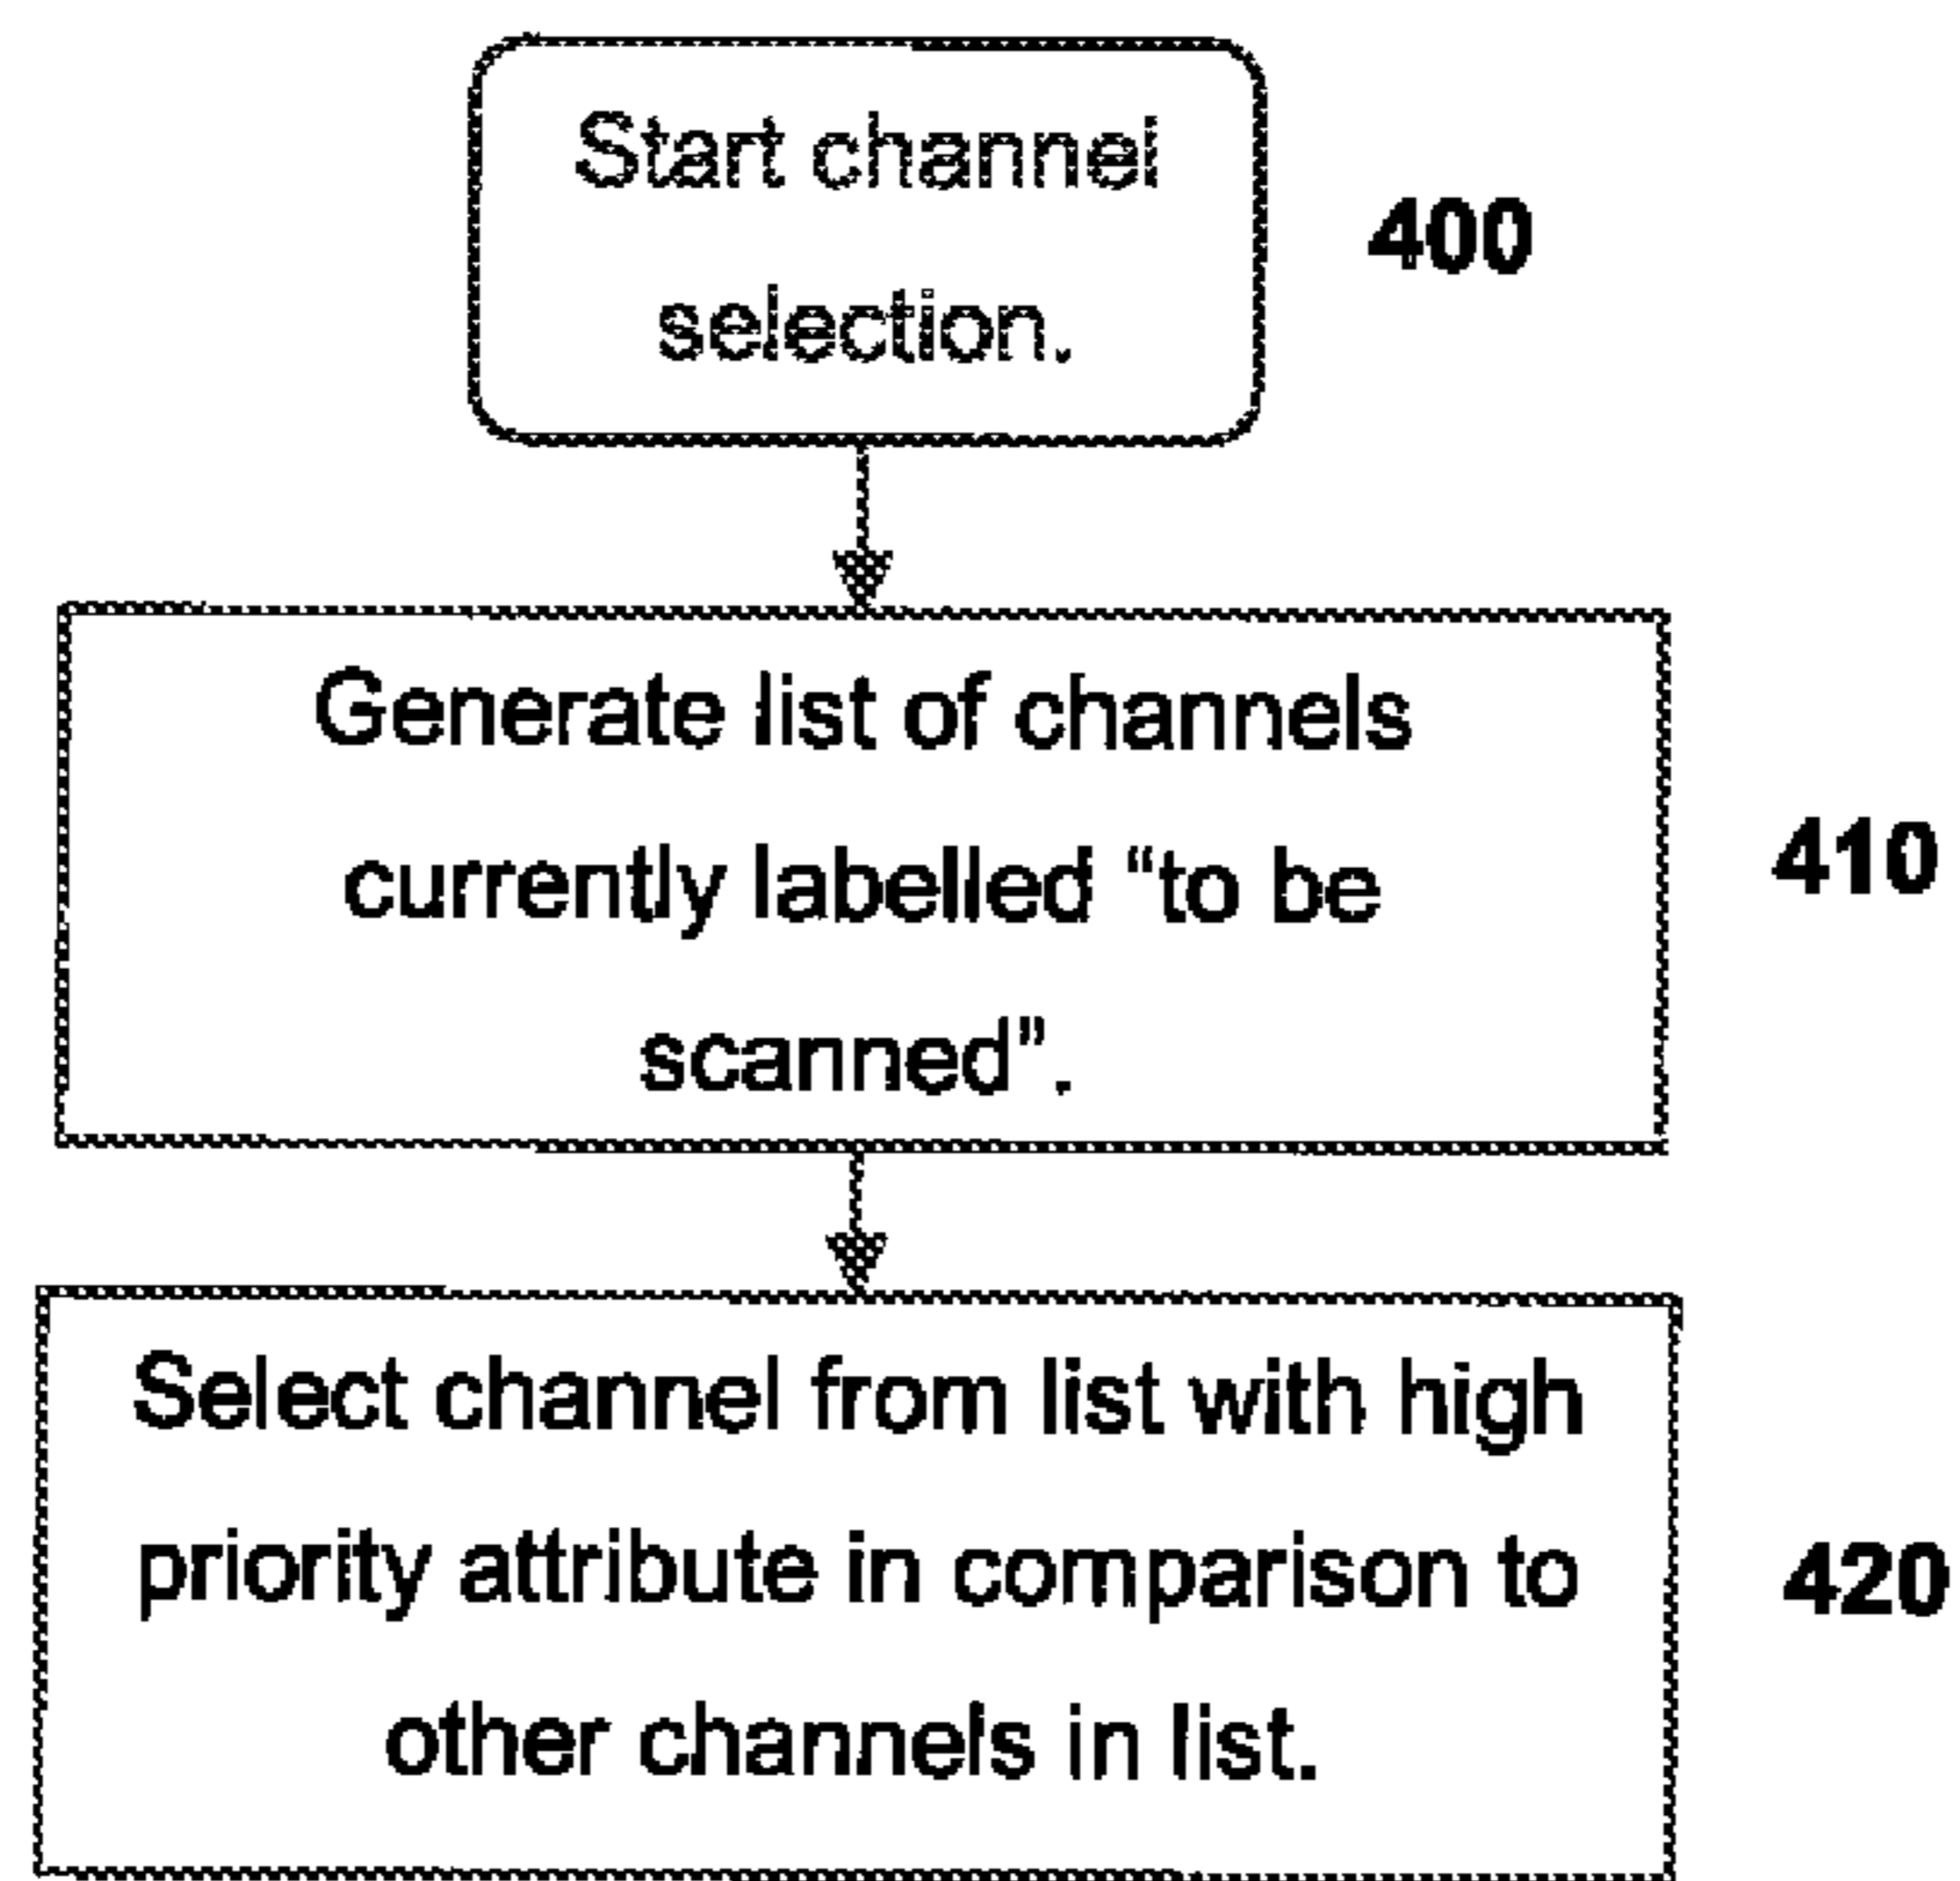 Start channel
selection.
400
Generate list of channels
currently labelled “to be
scanned”.
410
Select channel from list with high
priority attribute in comparison to
other channels in list.
420